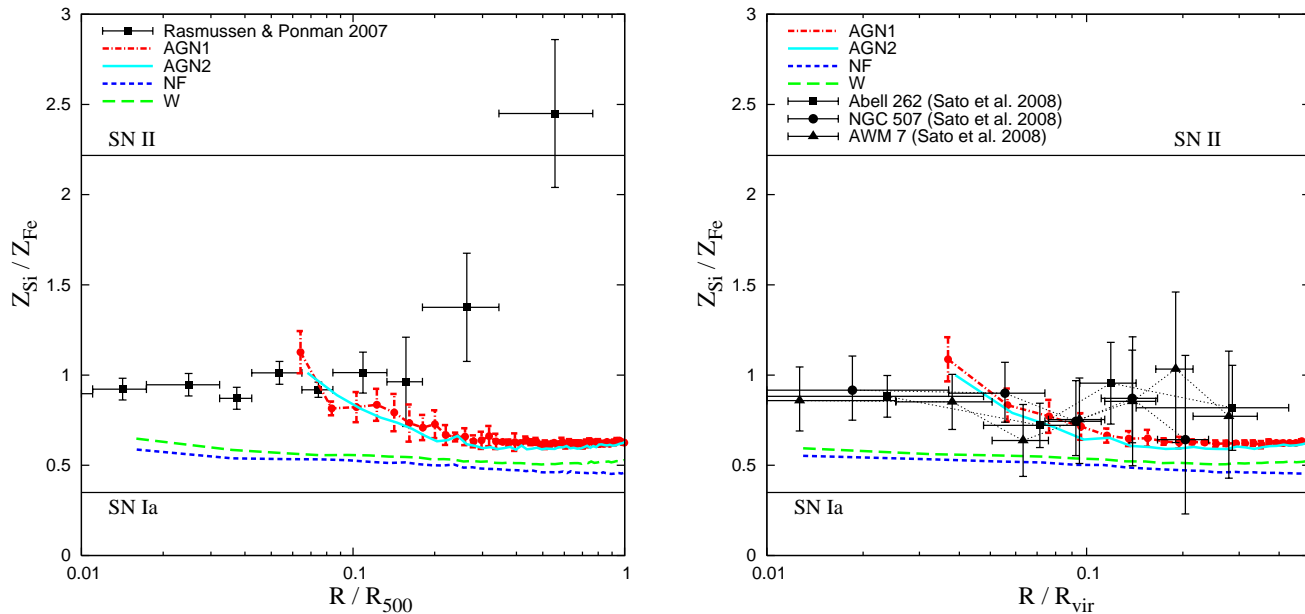 3
2.5
2
1.5
1
0.5
0
Z_Si / Z_Fe
Rasmussen & Ponman 2007
AGN1
AGN2
NF
W
SN II
SN Ia
0.01
0.1
1
R / R_500
3
2.5
2
1.5
1
0.5
0
Z_Si / Z_Fe
AGN1
AGN2
NF
W
Abell 262 (Sato et al. 2008)
NGC 507 (Sato et al. 2008)
AWM 7 (Sato et al. 2008)
SN II
SN Ia
0.01
0.1
R / R_vir